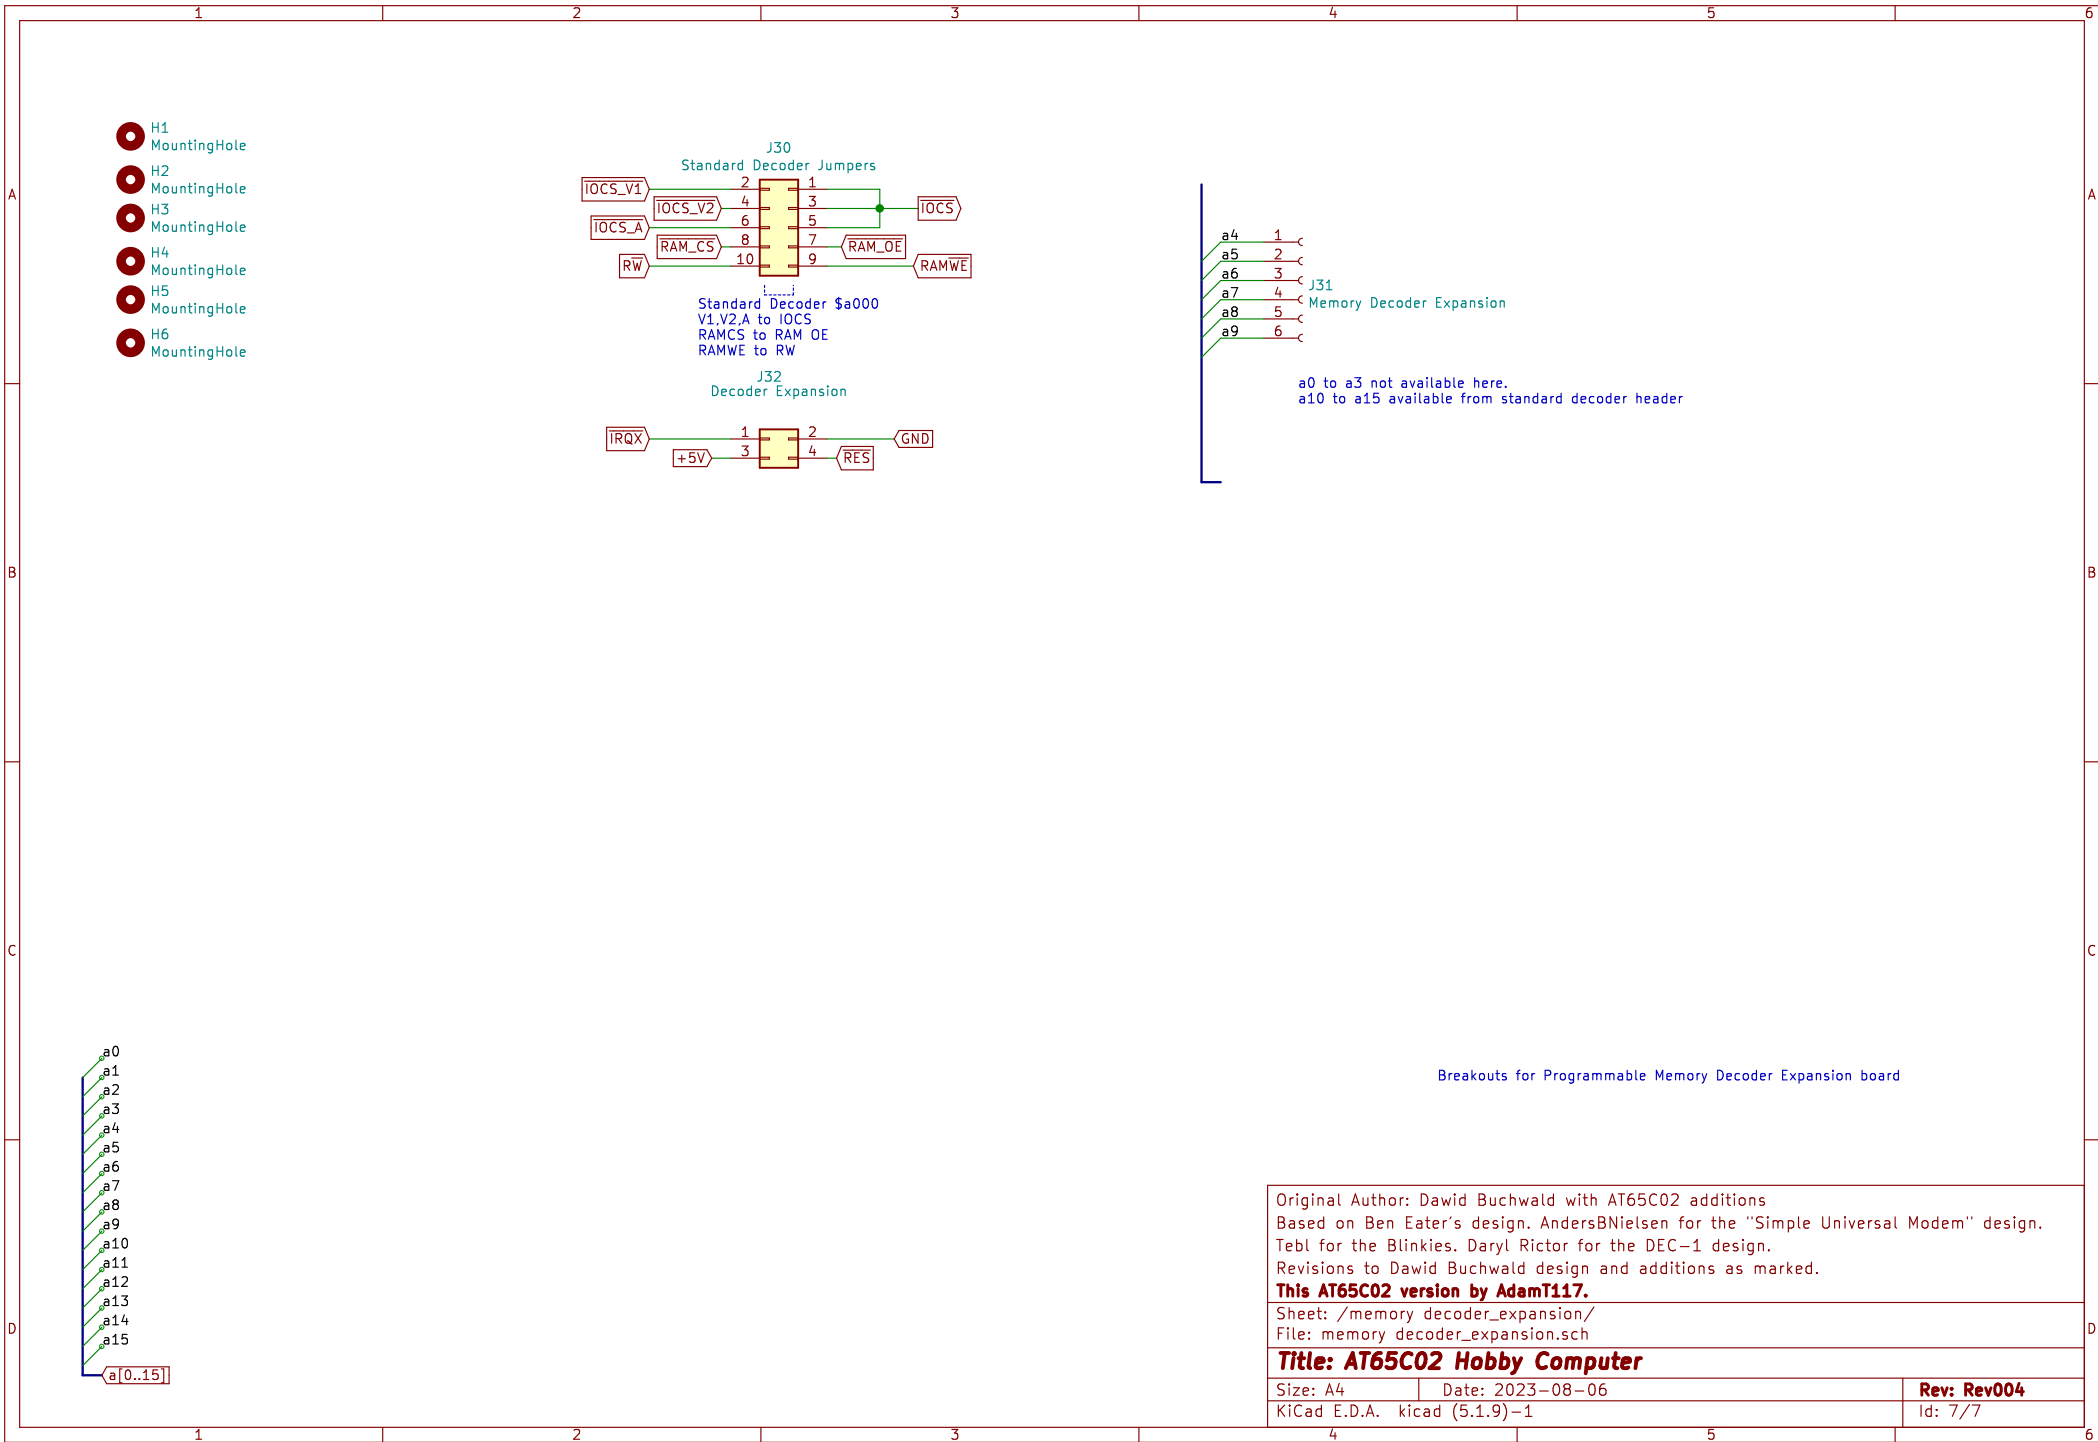 1 2 3 4 5 6
A A
B B
C C
D D
H1
MountingHole
H2
MountingHole
H3
MountingHole
H4
MountingHole
H5
MountingHole
H6
MountingHole
J30
Standard Decoder Jumpers
IOCS_V1 2 1
IOCS_V2 4 3 IOCS
IOCS_A 6 5
RAM_CS 8 7 RAM_OE
RW 10 9 RAMWE
Standard Decoder $a000
V1,V2,A to IOCS
RAMCS to RAM OE
RAMWE to RW
J32
Decoder Expansion
IRQX 1 2 GND
+5V 3 4 RES
a4 1
a5 2
a6 3
a7 4
a8 5
a9 6
J31
Memory Decoder Expansion
a0 to a3 not available here.
a10 to a15 available from standard decoder header
a0
a1
a2
a3
a4
a5
a6
a7
a8
a9
a10
a11
a12
a13
a14
a15
a[0..15]
Breakouts for Programmable Memory Decoder Expansion board
Original Author: Dawid Buchwald with AT65C02 additions
Based on Ben Eater's design. AndersBNielsen for the "Simple Universal Modem" design.
Tebl for the Blinkies. Daryl Rictor for the DEC-1 design.
Revisions to Dawid Buchwald design and additions as marked.
This AT65C02 version by AdamT117.
Sheet: /memory decoder_expansion/
File: memory decoder_expansion.sch
Title: AT65C02 Hobby Computer
Size: A4 Date: 2023-08-06 Rev: Rev004
KiCad E.D.A. kicad (5.1.9)-1 Id: 7/7
1 2 3 4 5 6